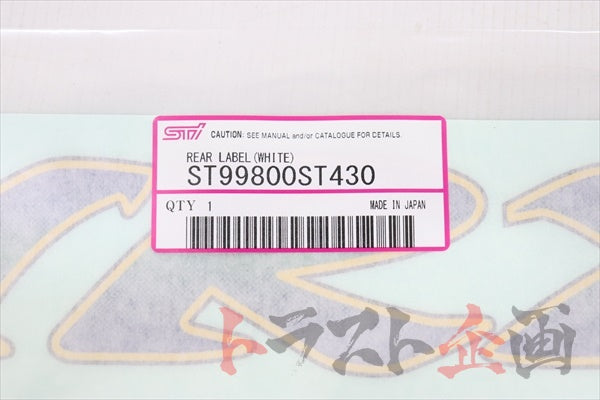 STI CAUTION: SEE MANUAL and/or CATALOGUE FOR DETAILS.
REAR LABEL(WHITE)
ST99800ST430
QTY 1 MADE IN JAPAN
トラスト企画